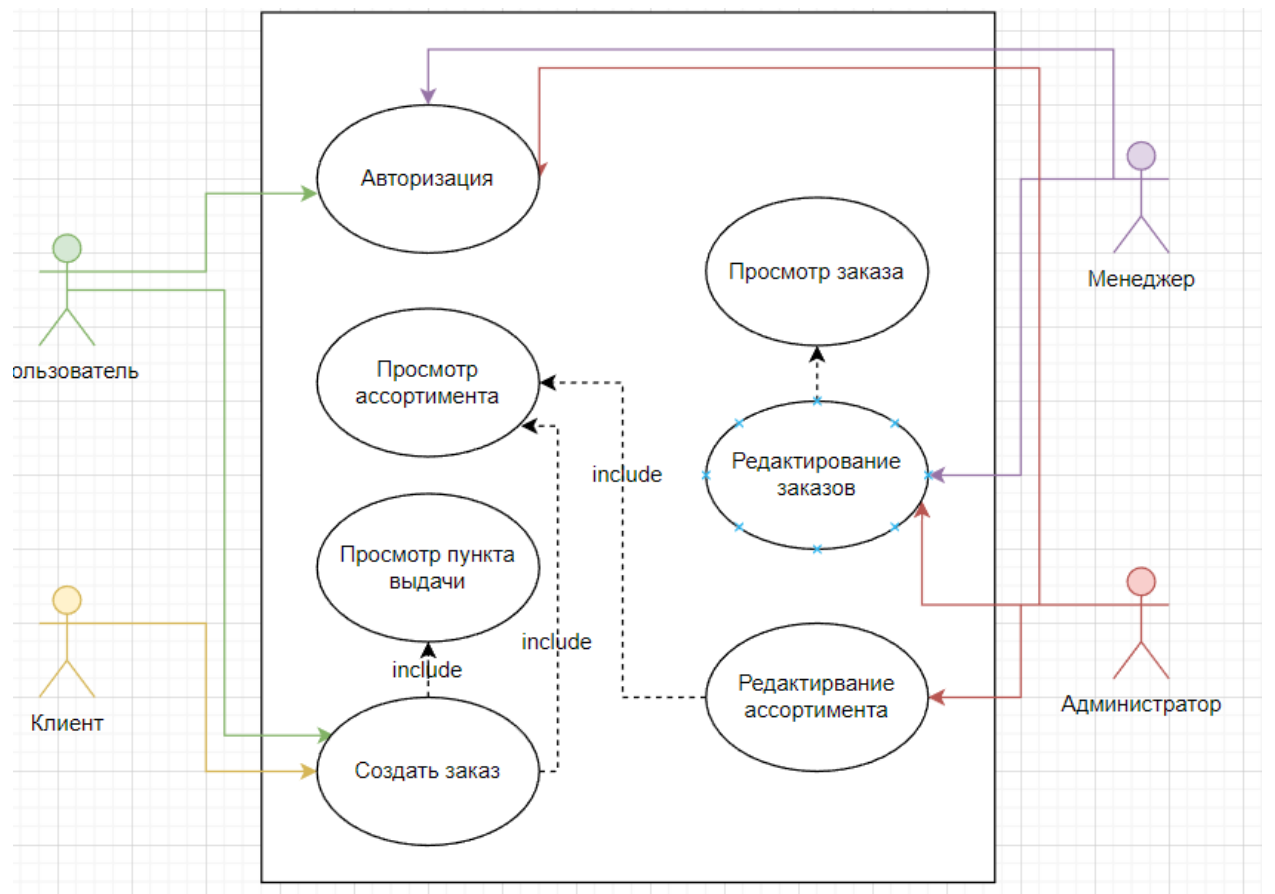 Авторизация
Менеджер
Просмотр заказа
ользователь
Просмотр
ассортимента
include
Редактирование
заказов
Просмотр пункта
выдачи
include
include
Клиент
Редактирвание
ассортимента
Администратор
Создать заказ